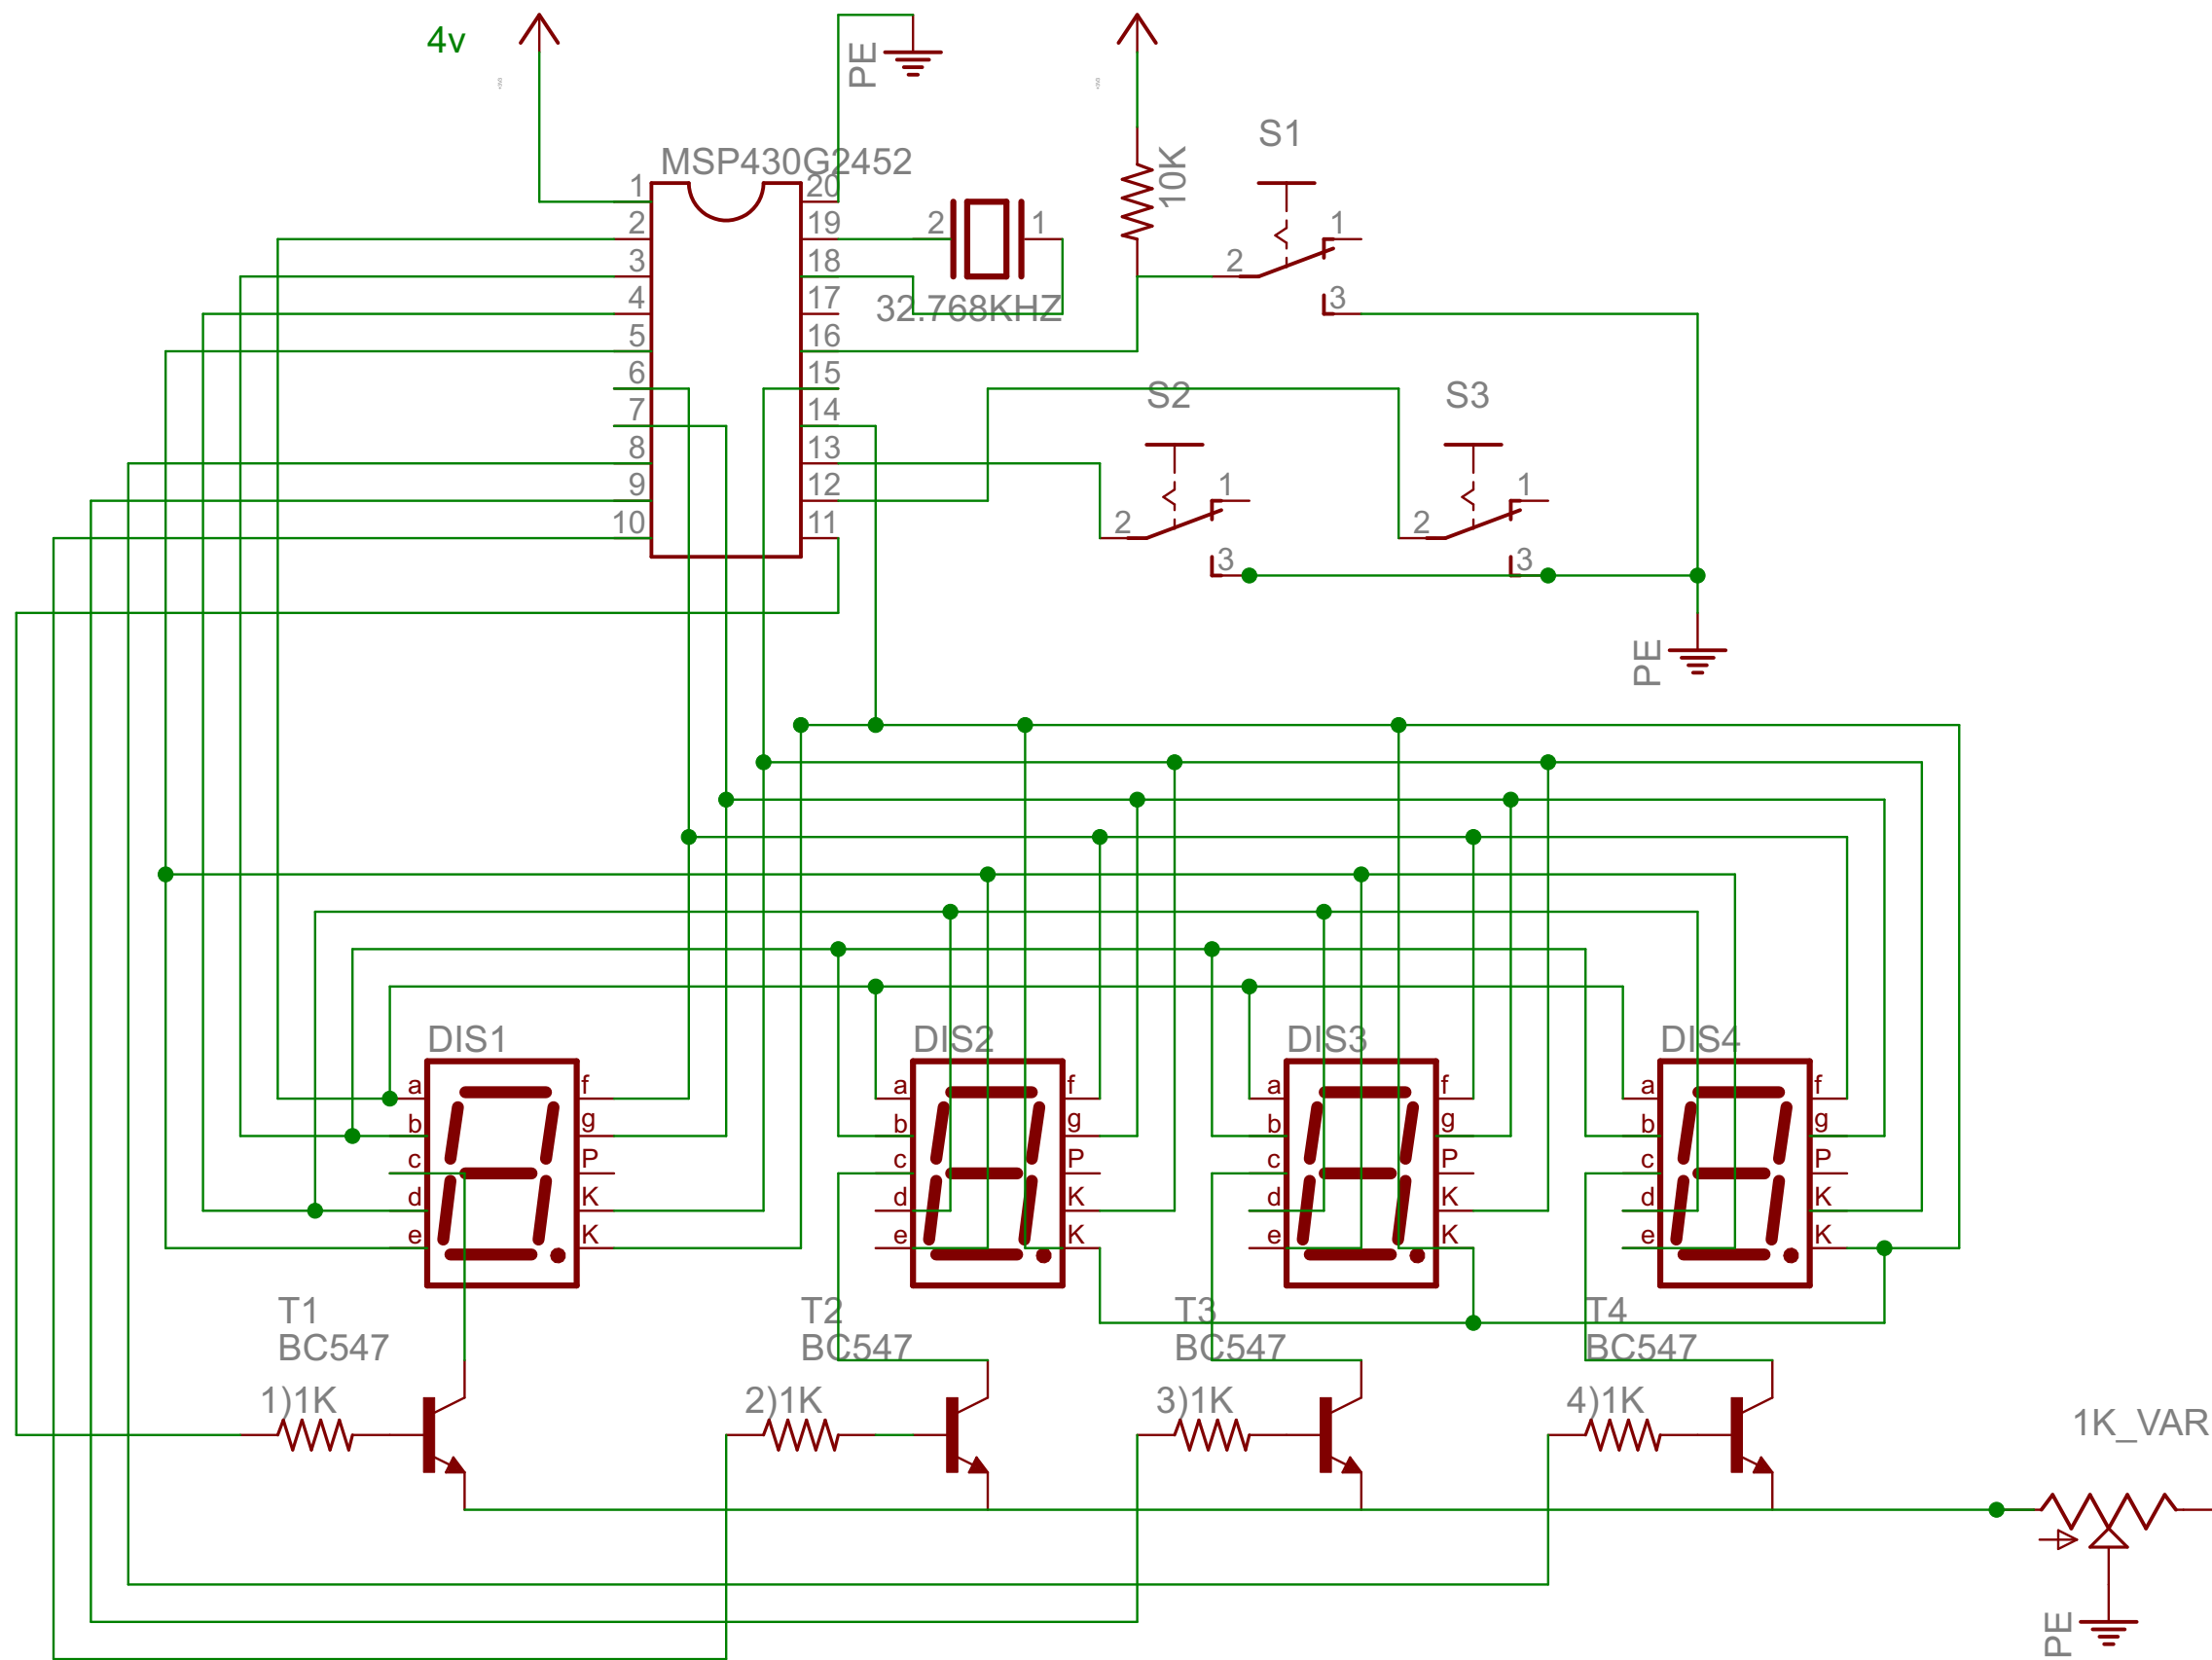 4v
PE
MSP430G2452
1
20
2
19
3
18
4
17
5
16
6
15
7
14
8
13
9
12
10
11
2
1
32.768KHZ
10K
S1
1
2
3
S2
1
2
3
S3
1
2
3
PE
DIS1
a
b
c
d
e
f
g
P
K
K
DIS2
a
b
c
d
e
f
g
P
K
K
DIS3
a
b
c
d
e
f
g
P
K
K
DIS4
a
b
c
d
e
f
g
P
K
K
T1
BC547
1)1K
T2
BC547
2)1K
T3
BC547
3)1K
T4
BC547
4)1K
1K_VAR
PE